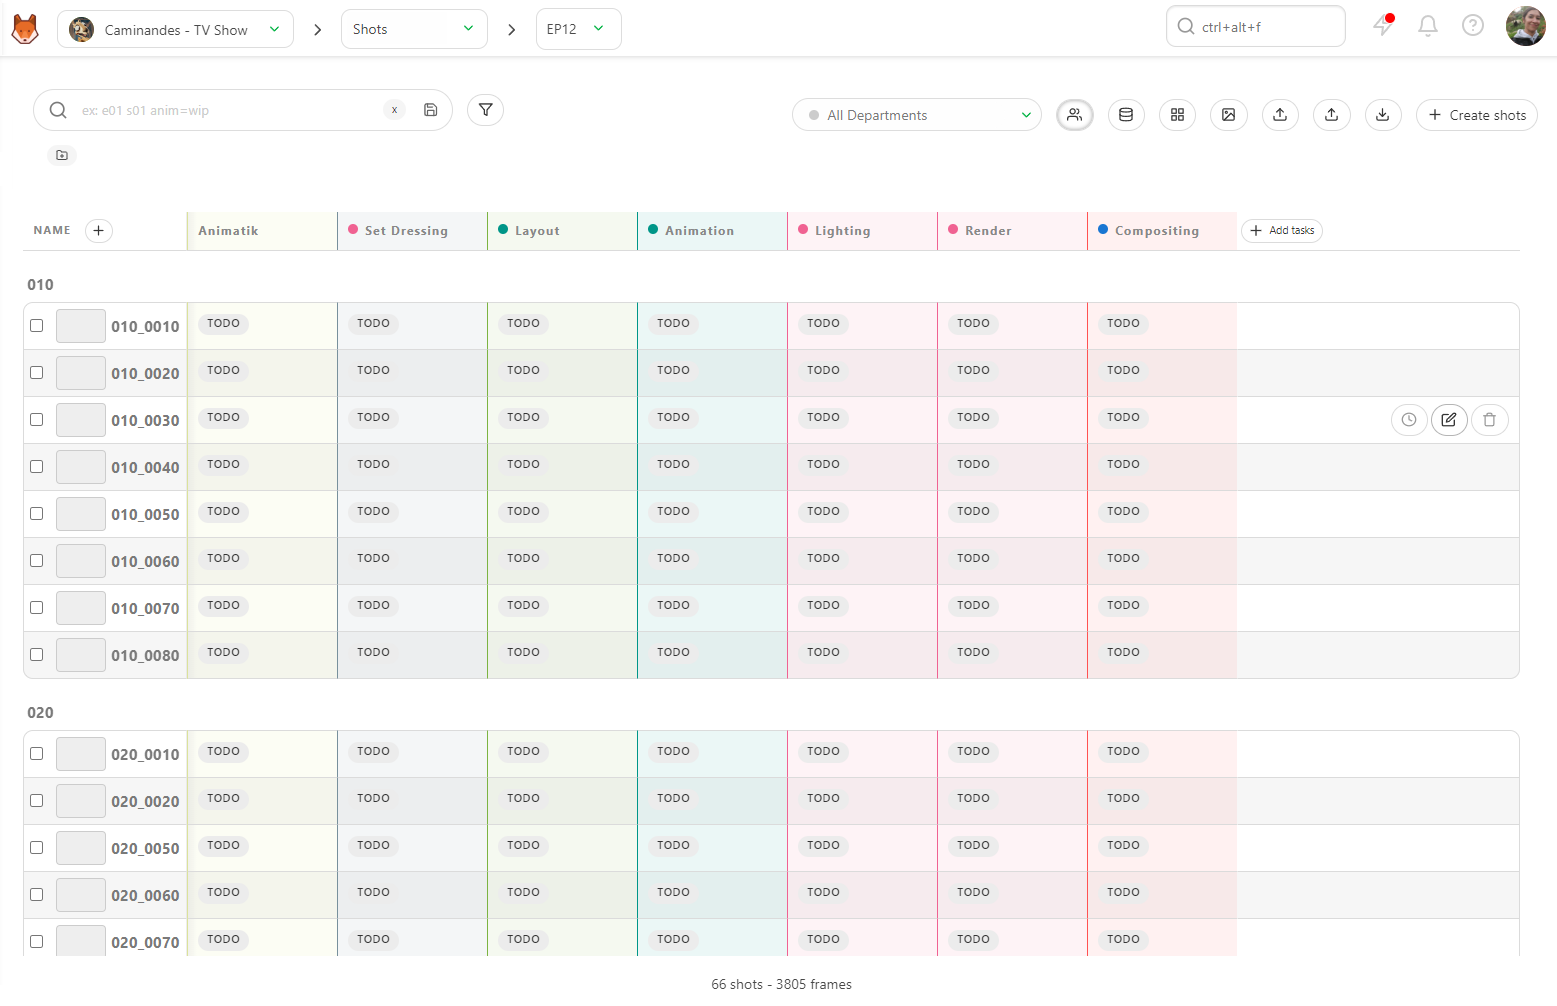 Caminandes - TV Show Shots EP12 ctrl+alt+f
ex: e01 s01 anim=wip x
All Departments Create shots
NAME Animatik Set Dressing Layout Animation Lighting Render Compositing Add tasks
010
010_0010 TODO TODO TODO TODO TODO TODO TODO
010_0020 TODO TODO TODO TODO TODO TODO TODO
010_0030 TODO TODO TODO TODO TODO TODO TODO
010_0040 TODO TODO TODO TODO TODO TODO TODO
010_0050 TODO TODO TODO TODO TODO TODO TODO
010_0060 TODO TODO TODO TODO TODO TODO TODO
010_0070 TODO TODO TODO TODO TODO TODO TODO
010_0080 TODO TODO TODO TODO TODO TODO TODO
020
020_0010 TODO TODO TODO TODO TODO TODO TODO
020_0020 TODO TODO TODO TODO TODO TODO TODO
020_0050 TODO TODO TODO TODO TODO TODO TODO
020_0060 TODO TODO TODO TODO TODO TODO TODO
020_0070 TODO TODO TODO TODO TODO TODO TODO
66 shots - 3805 frames